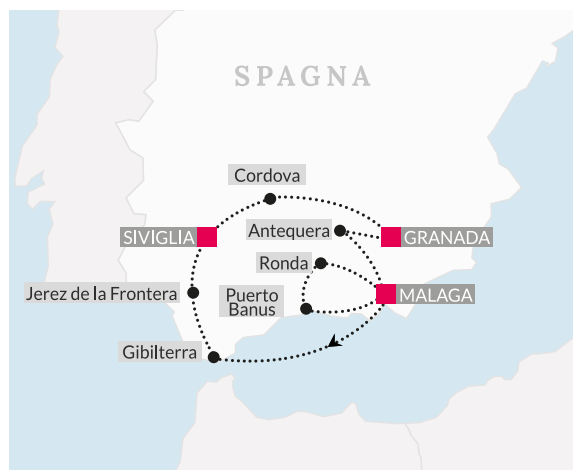 SPAGNA
Cordova
Antequera
SIVIGLIA
GRANADA
Ronda
Jerez de la Frontera
Puerto
Banus
MALAGA
Gibilterra